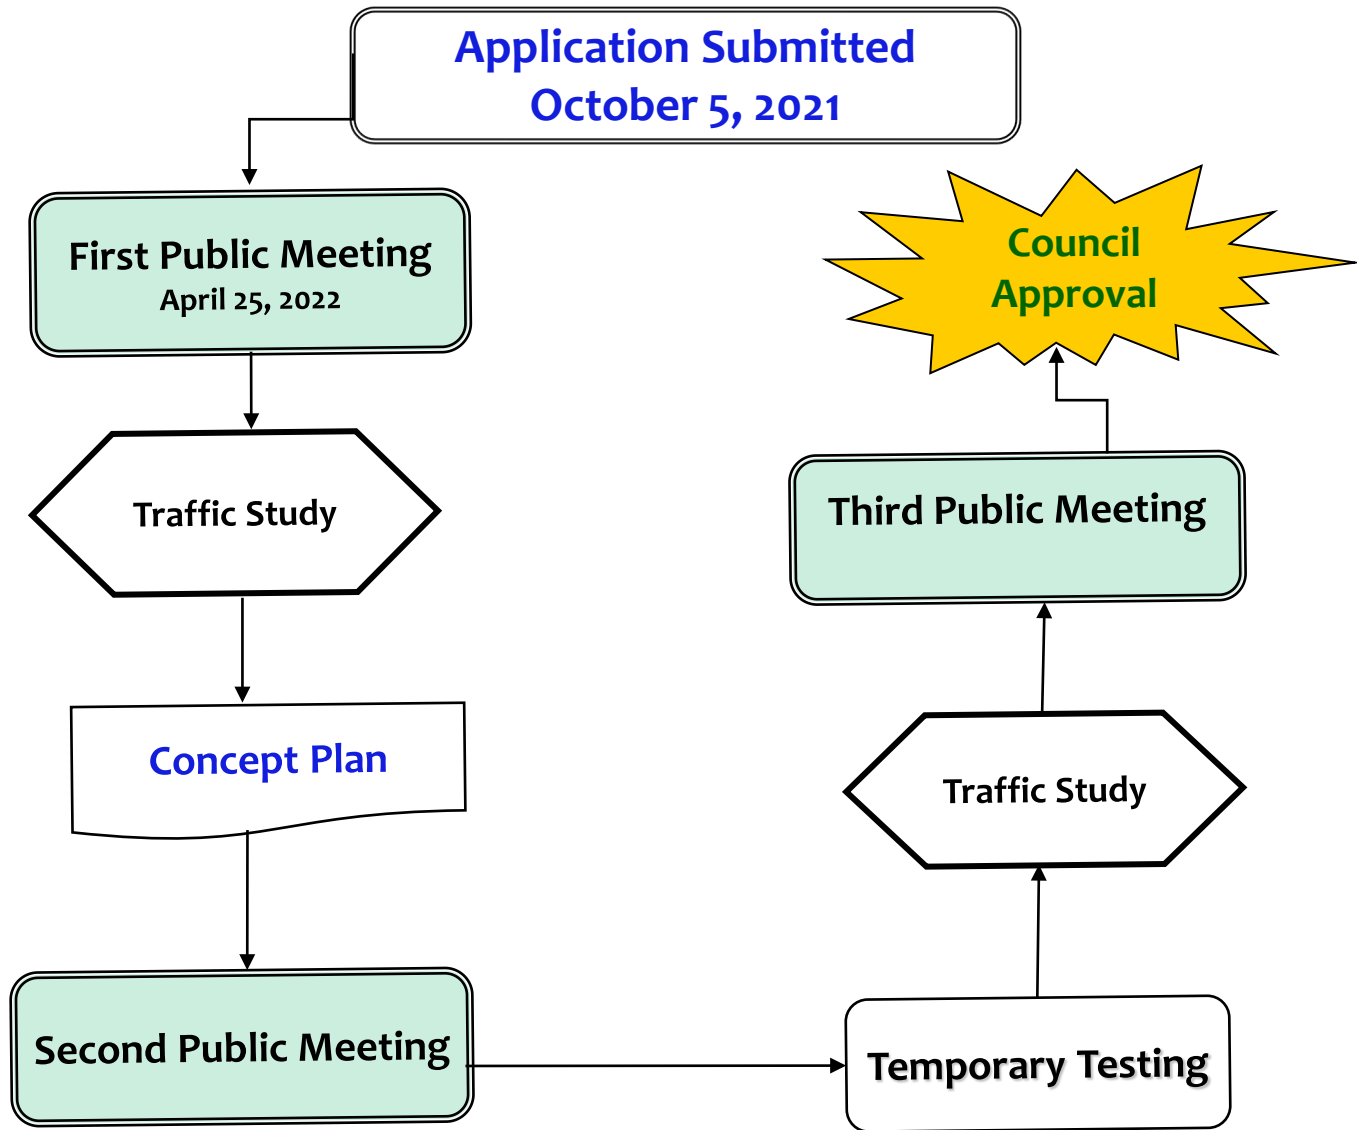 Application Submitted
October 5, 2021
First Public Meeting
April 25, 2022
Traffic Study
Concept Plan
Second Public Meeting
Temporary Testing
Traffic Study
Third Public Meeting
Council
Approval